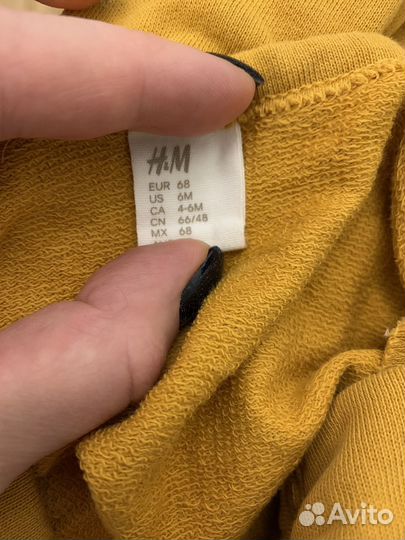 H&M
EUR 68
US 6M
CA 4-6M
CN 66/48
MX 68
Avito